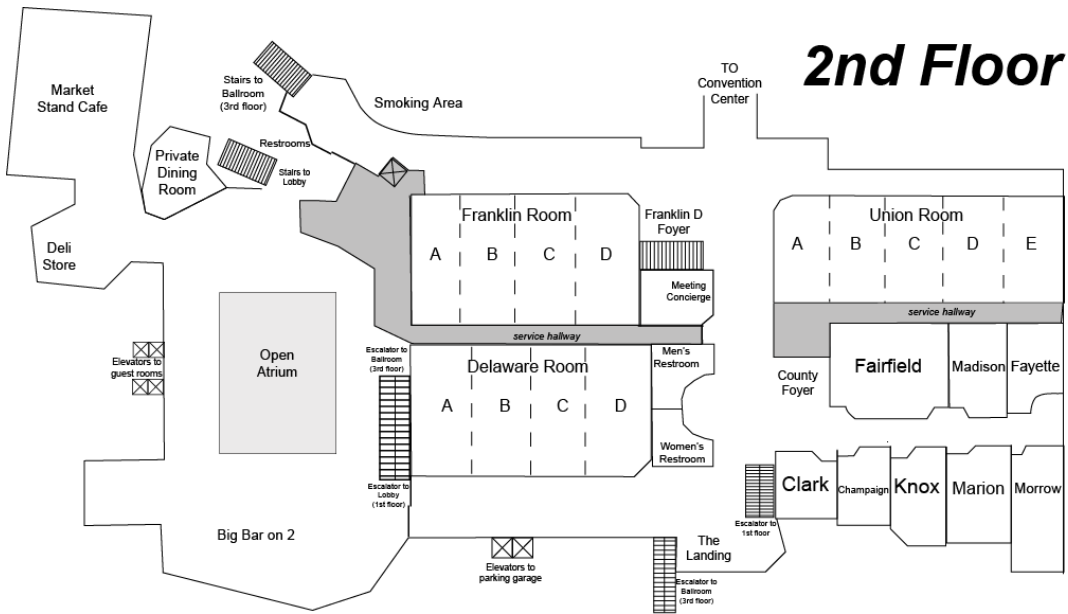 2nd Floor
TO
Convention
Center
Market
Stand Cafe
Stairs to
Ballroom
(3rd floor)
Smoking Area
Restrooms
Private
Dining
Room
Stairs to
Lobby
Deli
Store
Franklin Room
A B C D
Franklin D
Foyer
Meeting
Concierge
Union Room
A B C D E
service hallway
service hallway
Elevators to
guest rooms
Open
Atrium
Escalator to
Ballroom
(3rd floor)
Delaware Room
A B C D
Men's
Restroom
Women's
Restroom
County
Foyer
Fairfield
Madison
Fayette
Escalator to
Lobby
(1st floor)
Clark
Champaign
Knox
Marion
Morrow
Escalator to
1st floor
Big Bar on 2
The
Landing
Elevators to
parking garage
Escalator to
Ballroom
(3rd floor)